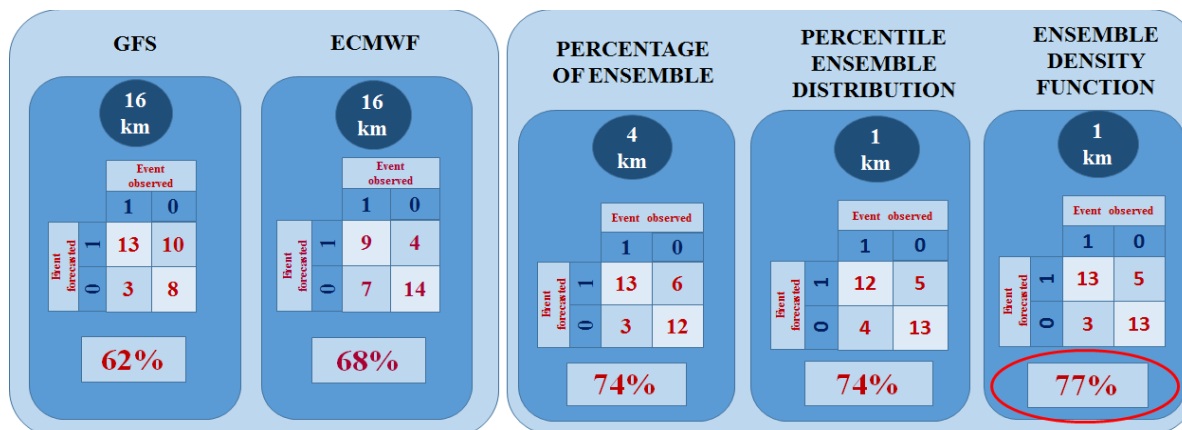 GFS
16
km
Event
observed
1 0
Event
forecasted
1
13 10
0
3 8
62%
ECMWF
16
km
Event
observed
1 0
Event
forecasted
1
9 4
0
7 14
68%
PERCENTAGE
OF ENSEMBLE
4
km
Event observed
1 0
Event
forecasted
1
13 6
0
3 12
74%
PERCENTILE
ENSEMBLE
DISTRIBUTION
1
km
Event observed
1 0
Event
forecasted
1
12 5
0
4 13
74%
ENSEMBLE
DENSITY
FUNCTION
1
km
Event observed
1 0
Event
forecasted
1
13 5
0
3 13
77%